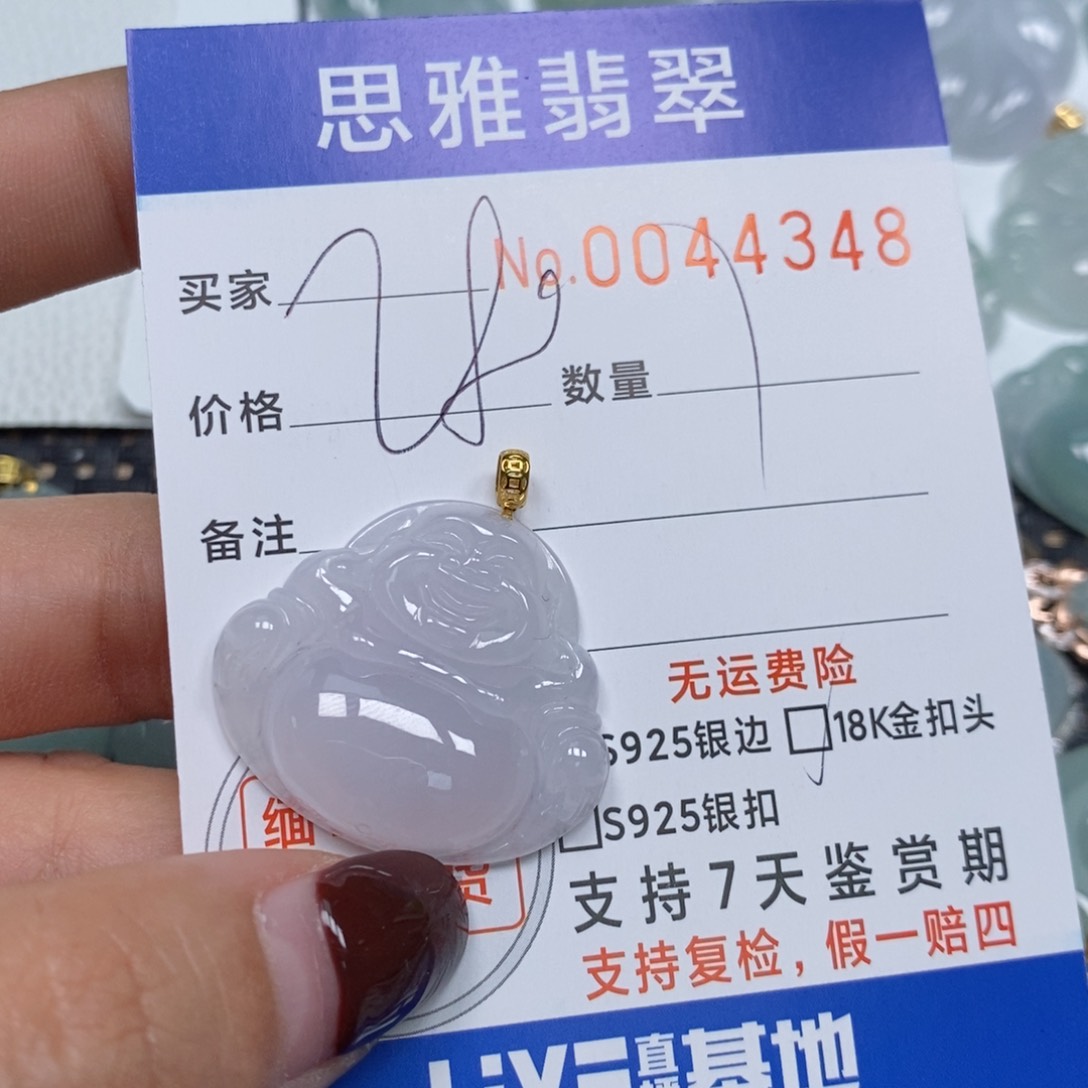 思雅翡翠
No.0044348
买家
价格 数量
备注
无运费险
S925银边 18K金扣头
S925银扣
缅 货
支持7天鉴赏期
支持复检，假一赔四
基地